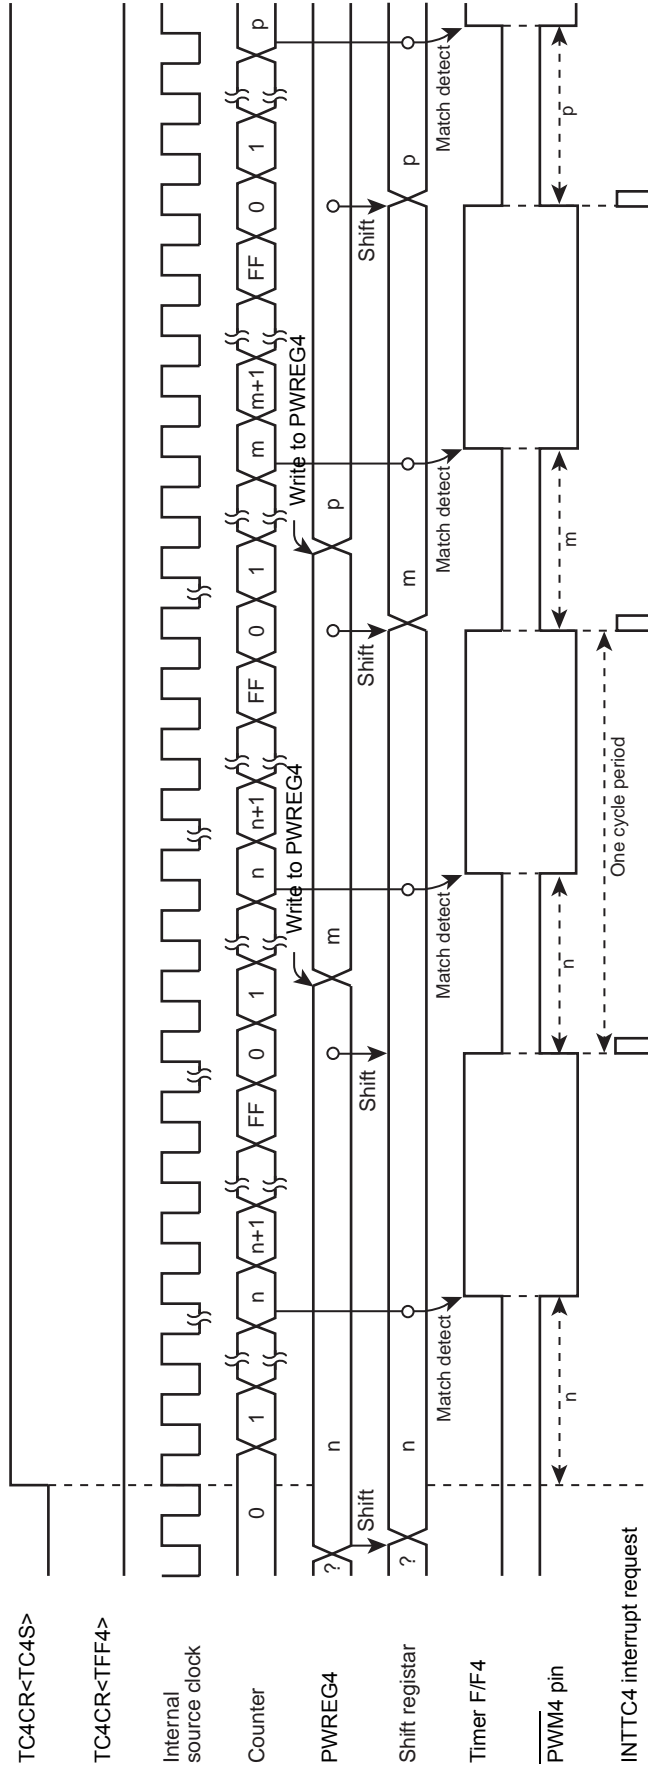 TC4CR<TC4S>
TC4CR<TFF4>
Internal
source clock
Counter 0 1 n n+1 FF 0 1 n n+1 FF 0 1 m m+1 FF 0 1 p
Write to PWREG4 Write to PWREG4
PWREG4 ? n m p
Shift Shift Shift Shift
Shift registar ? n m p
Match detect Match detect Match detect Match detect
Timer F/F4
PWM4 pin n n m p
One cycle period
INTTC4 interrupt request